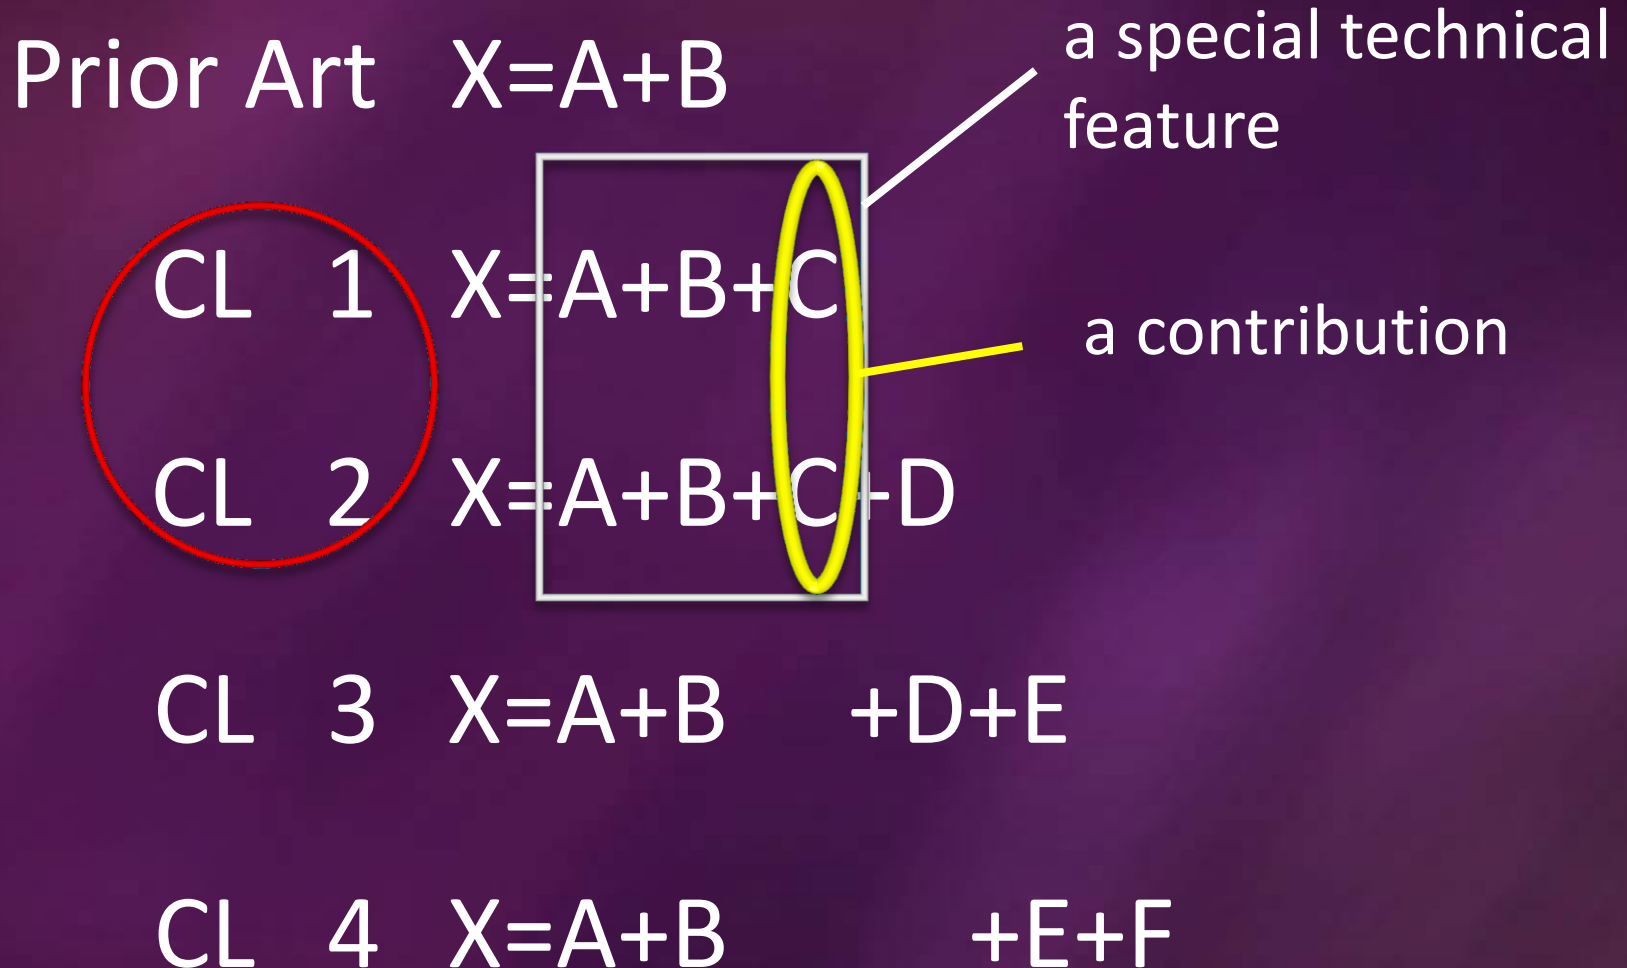 Prior Art X=A+B
a special technical
feature
CL 1 X=A+B+C
a contribution
CL 2 X=A+B+C+D
CL 3 X=A+B +D+E
CL 4 X=A+B +E+F